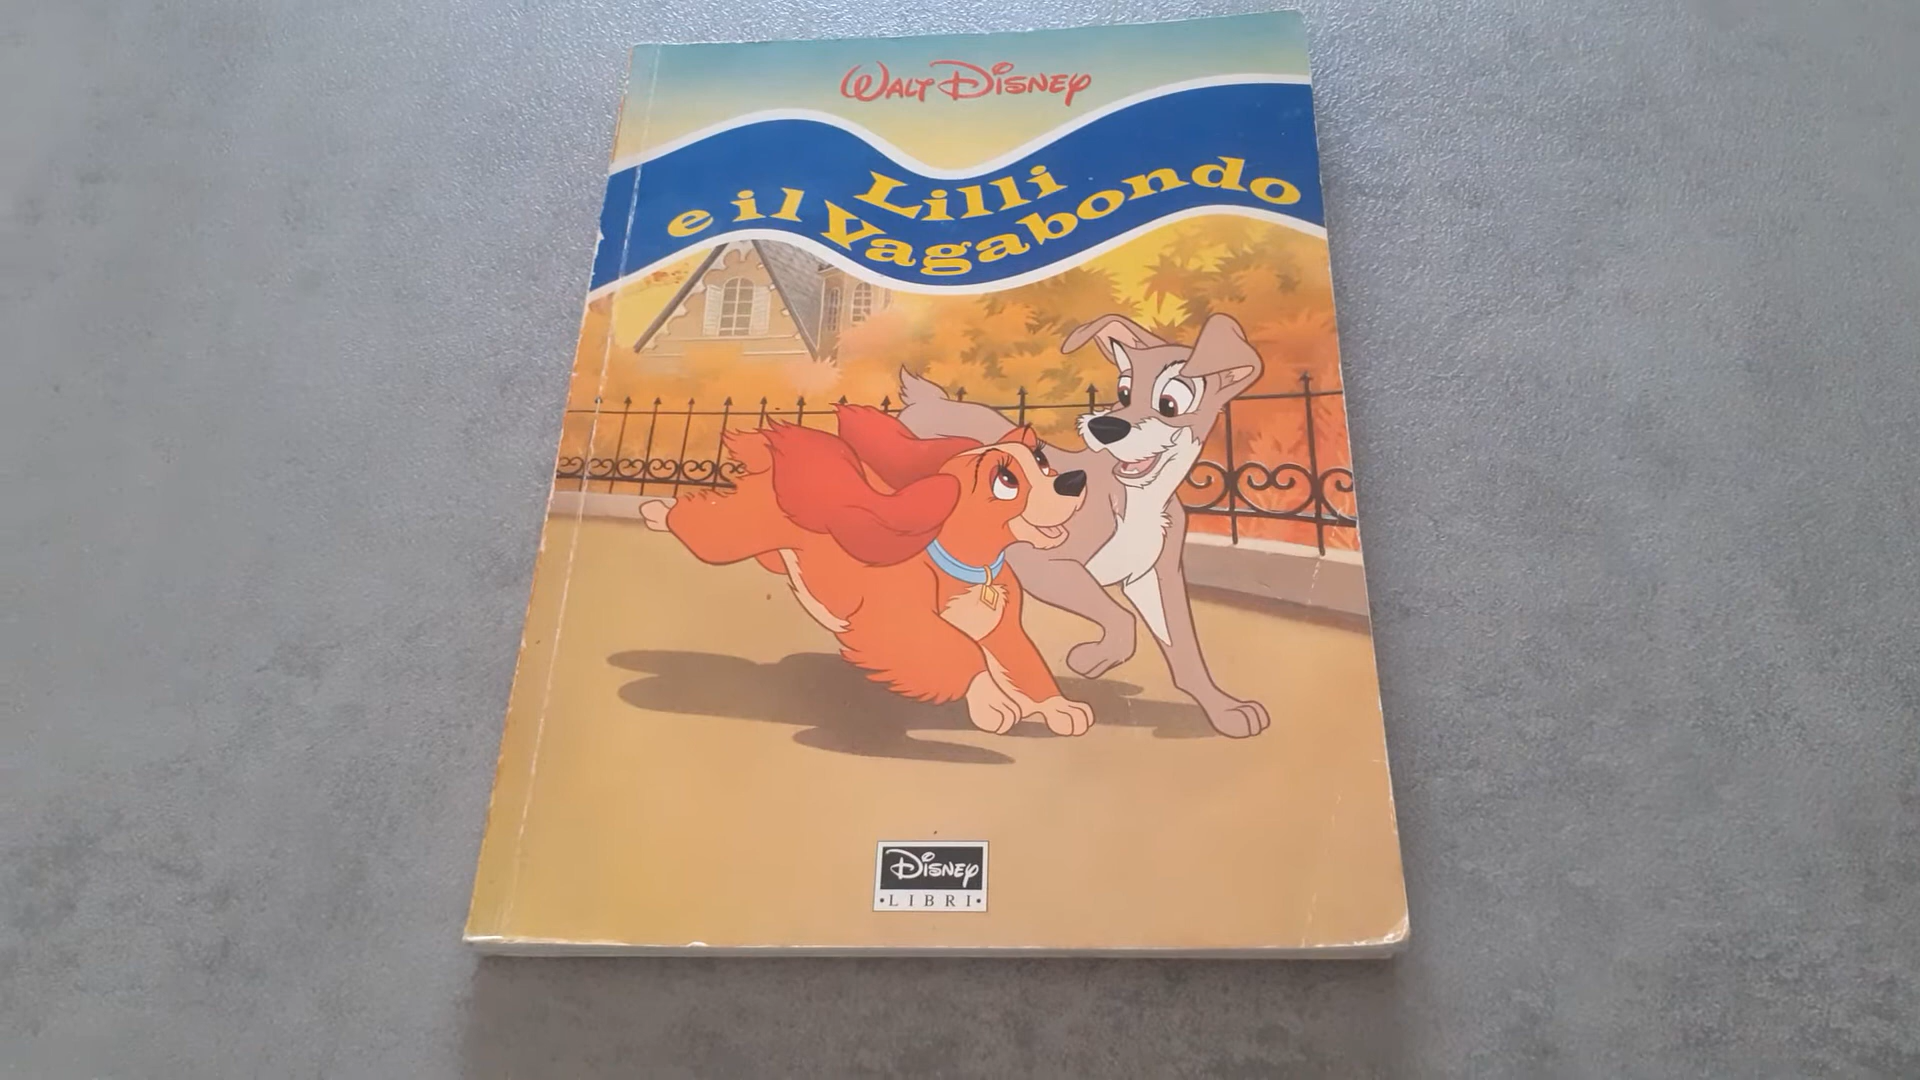 Walt Disney
Lilli
e il Vagabondo
Disney
•LIBRI•